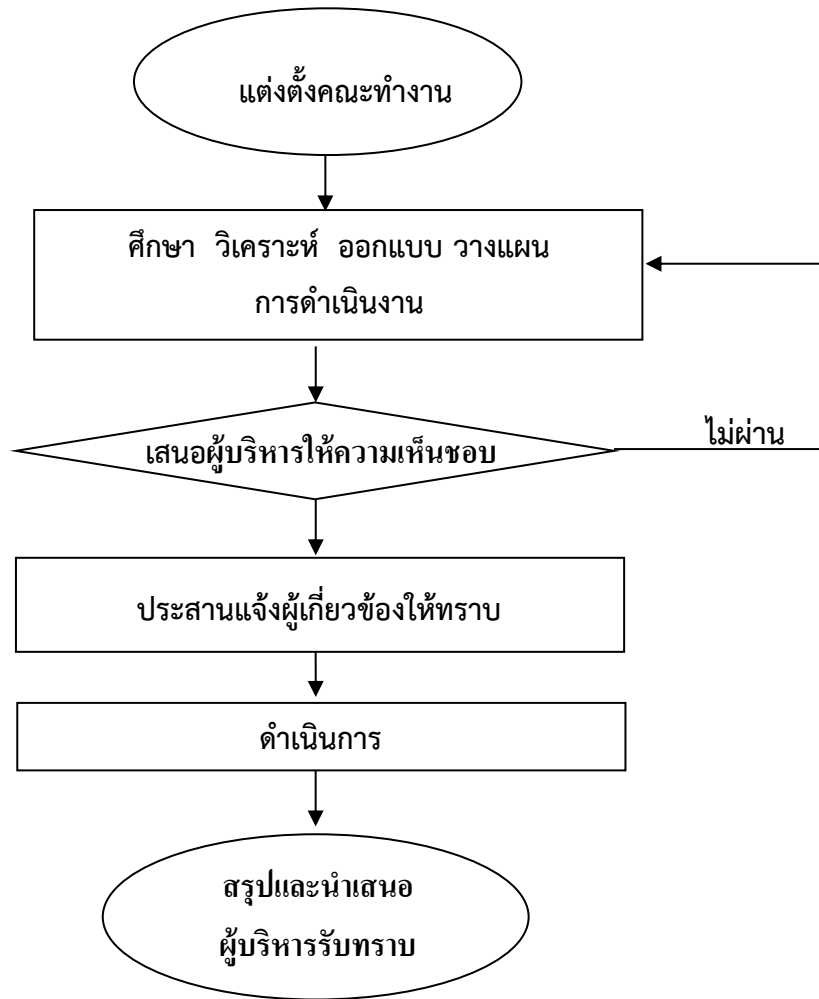 แต่งตั้งคณะทำงาน
ศึกษา วิเคราะห์ ออกแบบ วางแผน
การดำเนินงาน
เสนอผู้บริหารให้ความเห็นชอบ
ไม่ผ่าน
ประสานแจ้งผู้เกี่ยวข้องให้ทราบ
ดำเนินการ
สรุปและนำเสนอ
ผู้บริหารรับทราบ